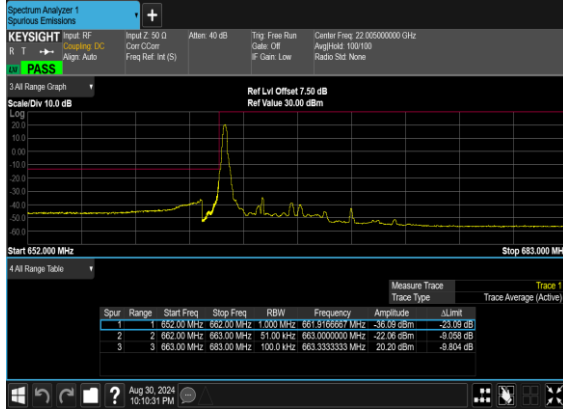 Spectrum Analyzer 1
Spurious Emissions
KEYSIGHT Input: RF Input Z: 50 Ω Atten: 40 dB Trig: Free Run Center Freq: 22.005000000 GHz
R T Coupling: DC Corr CCorr Gate: Off Avg|Hold: 100/100
Align: Auto Freq Ref: Int (S) IF Gain: Low Radio Std: None
PASS
3 All Range Graph
Ref Lvl Offset 7.50 dB
Scale/Div 10.0 dB Ref Value 30.00 dBm
Log
20.0
10.0
0.00
-10.0
-20.0
-30.0
-40.0
-50.0
-60.0
Start 652.000 MHz Stop 683.000 MHz
4 All Range Table
Measure Trace Trace 1
Trace Type Trace Average (Active)
Spur Range Start Freq Stop Freq RBW Frequency Amplitude ΔLimit
1 1 652.00 MHz 662.00 MHz 1.000 MHz 661.9166667 MHz -36.09 dBm -23.09 dB
2 2 662.00 MHz 663.00 MHz 51.00 kHz 663.0000000 MHz -22.06 dBm -9.058 dB
3 3 663.00 MHz 683.00 MHz 100.0 kHz 663.3333333 MHz 20.20 dBm -9.804 dB
? Aug 30, 2024
10:10:31 PM